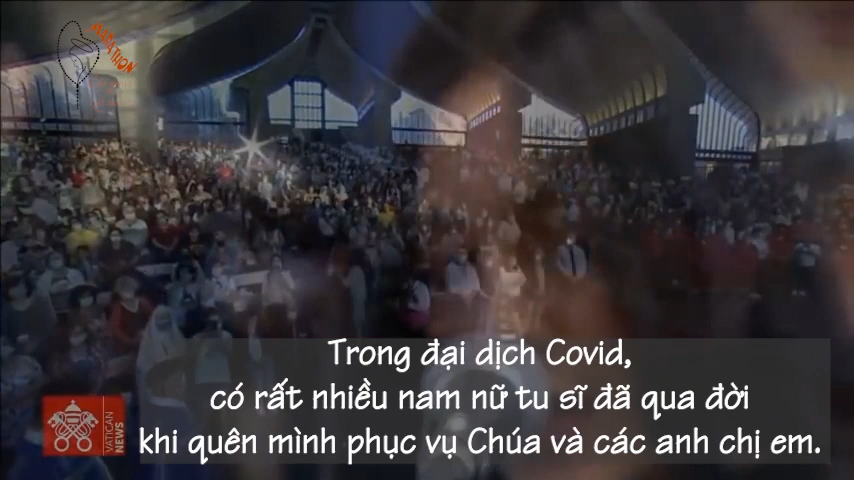 MARATHON
Trong đại dịch Covid,
có rất nhiều nam nữ tu sĩ đã qua đời
khi quên mình phục vụ Chúa và các anh chị em.
VATICAN
NEWS